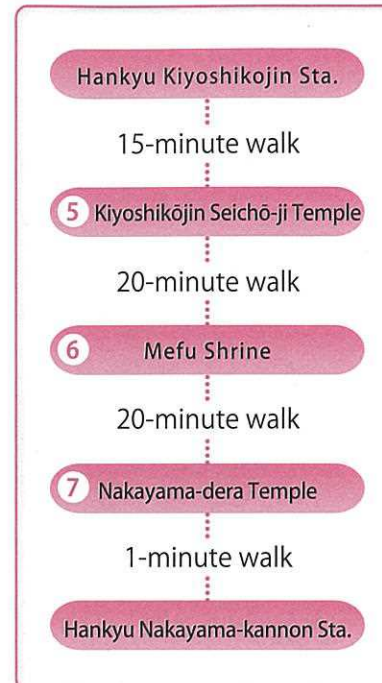 Hankyu Kiyoshikojin Sta.
15-minute walk
5 Kiyoshikōjin Seichō-ji Temple
20-minute walk
6 Mefu Shrine
20-minute walk
7 Nakayama-dera Temple
1-minute walk
Hankyu Nakayama-kannon Sta.